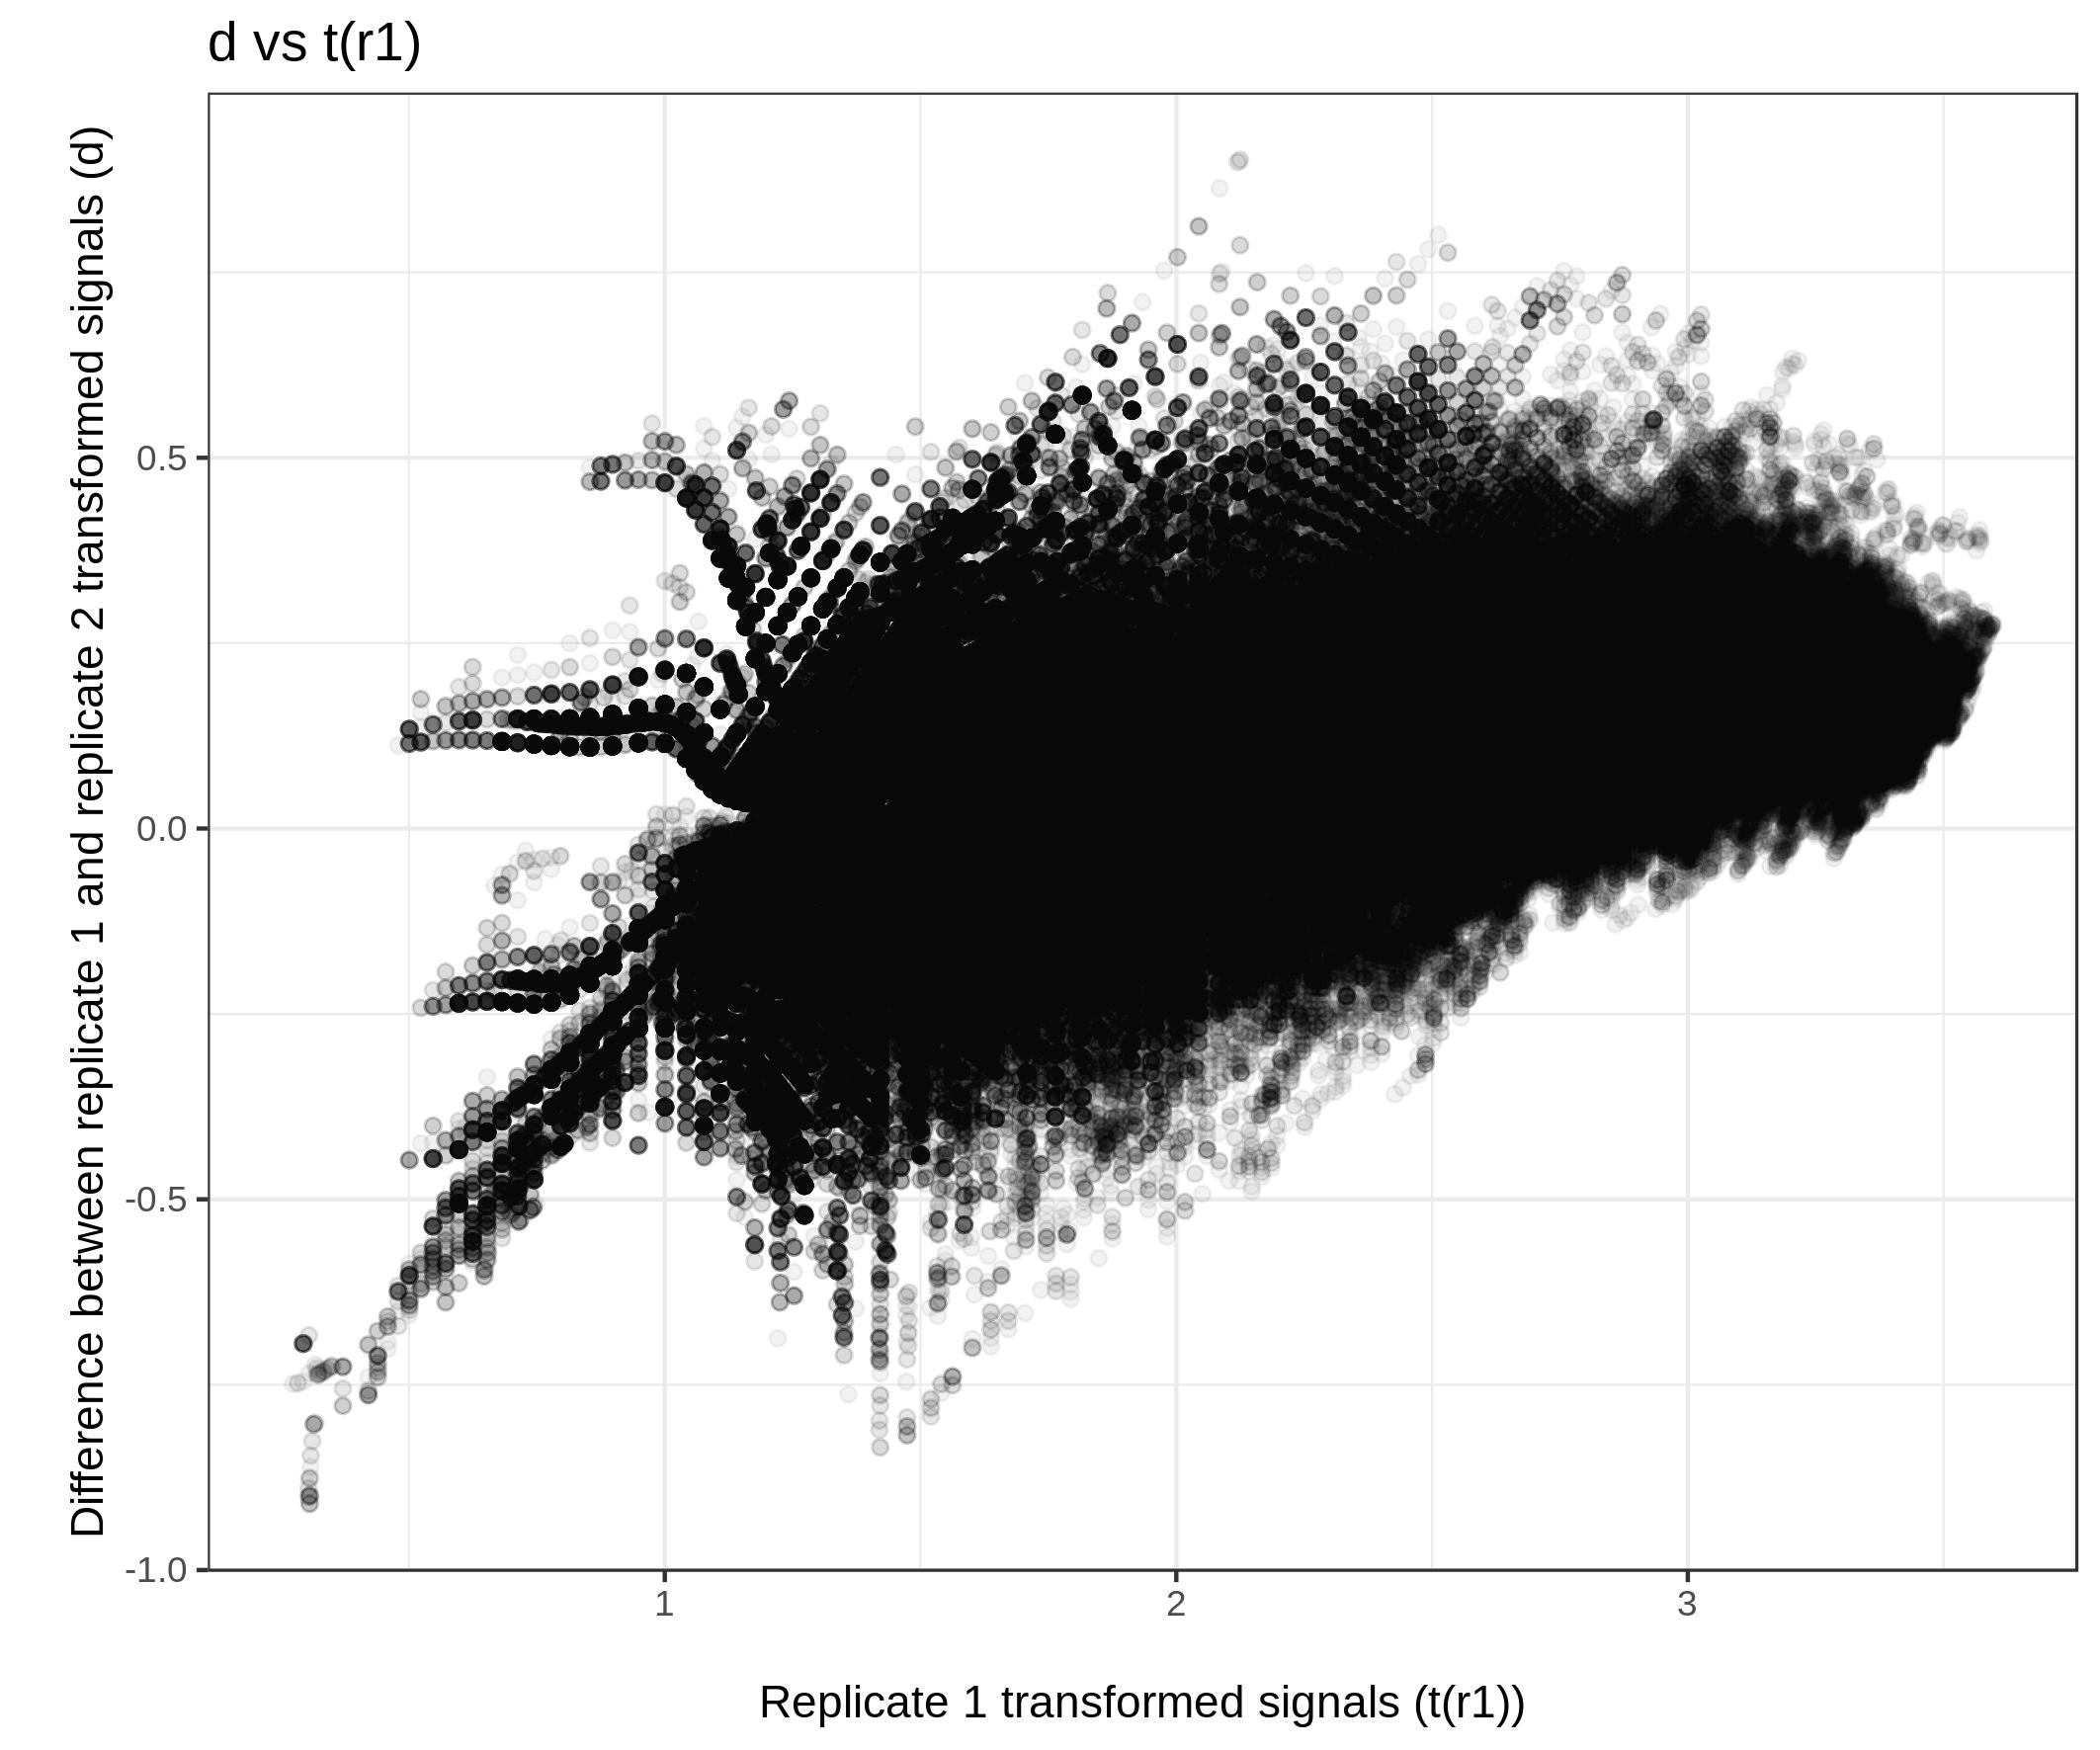 d vs t(r1)
Difference between replicate 1 and replicate 2 transformed signals (d)
0.5
0.0
-0.5
-1.0
1
2
3
Replicate 1 transformed signals (t(r1))